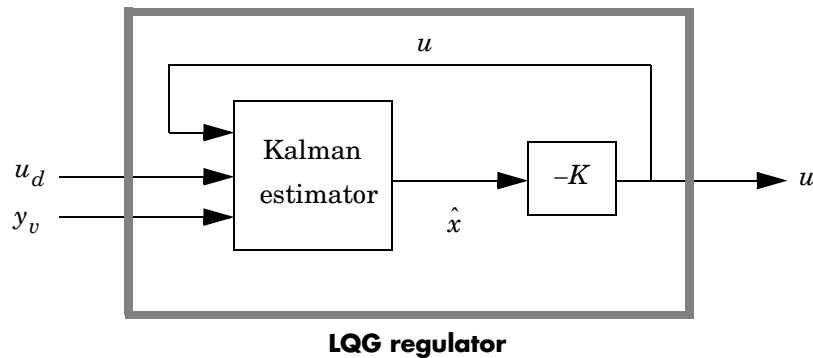 u
Kalman
estimator
u_d
y_v
x̂
–K
u
LQG regulator